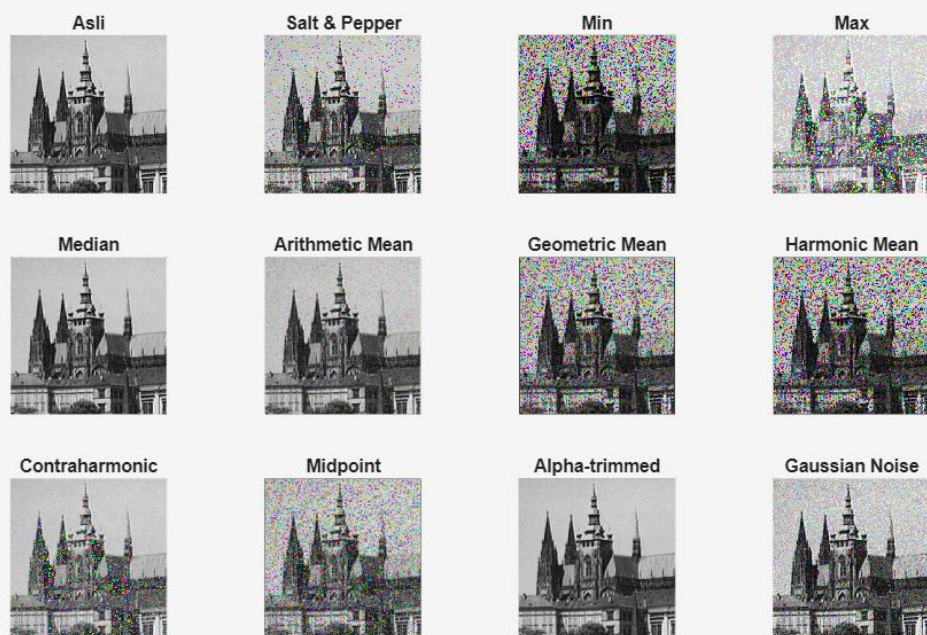 Asli
Salt & Pepper
Min
Max
Median
Arithmetic Mean
Geometric Mean
Harmonic Mean
Contraharmonic
Midpoint
Alpha-trimmed
Gaussian Noise